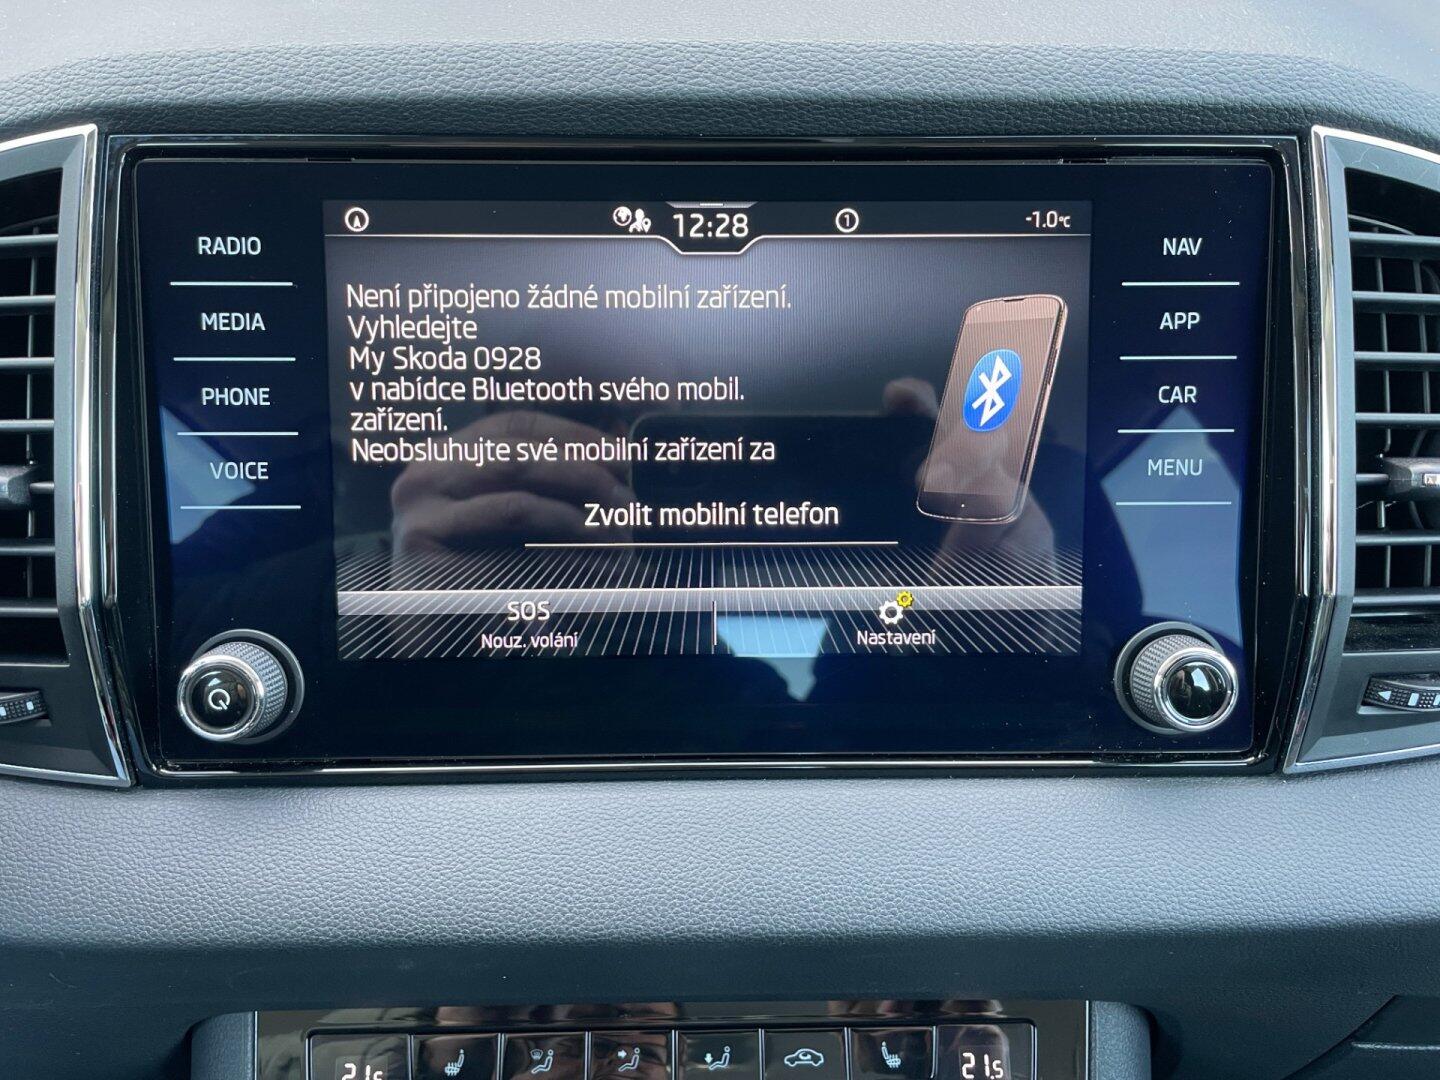 12:28
1
-1.0°C
RADIO
MEDIA
PHONE
VOICE
Není připojeno žádné mobilní zařízení.
Vyhledejte
My Skoda 0928
v nabídce Bluetooth svého mobil.
zařízení.
Neobsluhujte své mobilní zařízení za
Zvolit mobilní telefon
SOS
Nouz. volání
Nastavení
NAV
APP
CAR
MENU
21.5
21.5